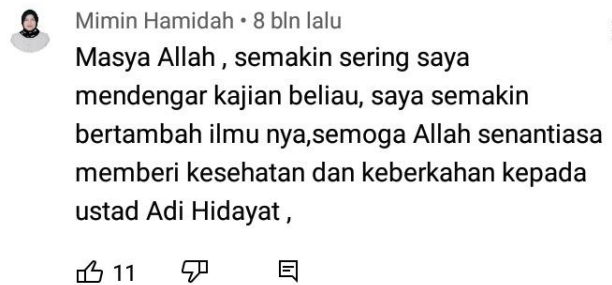 Mimin Hamidah • 8 bln lalu
Masya Allah , semakin sering saya
mendengar kajian beliau, saya semakin
bertambah ilmu nya,semoga Allah senantiasa
memberi kesehatan dan keberkahan kepada
ustad Adi Hidayat ,
11